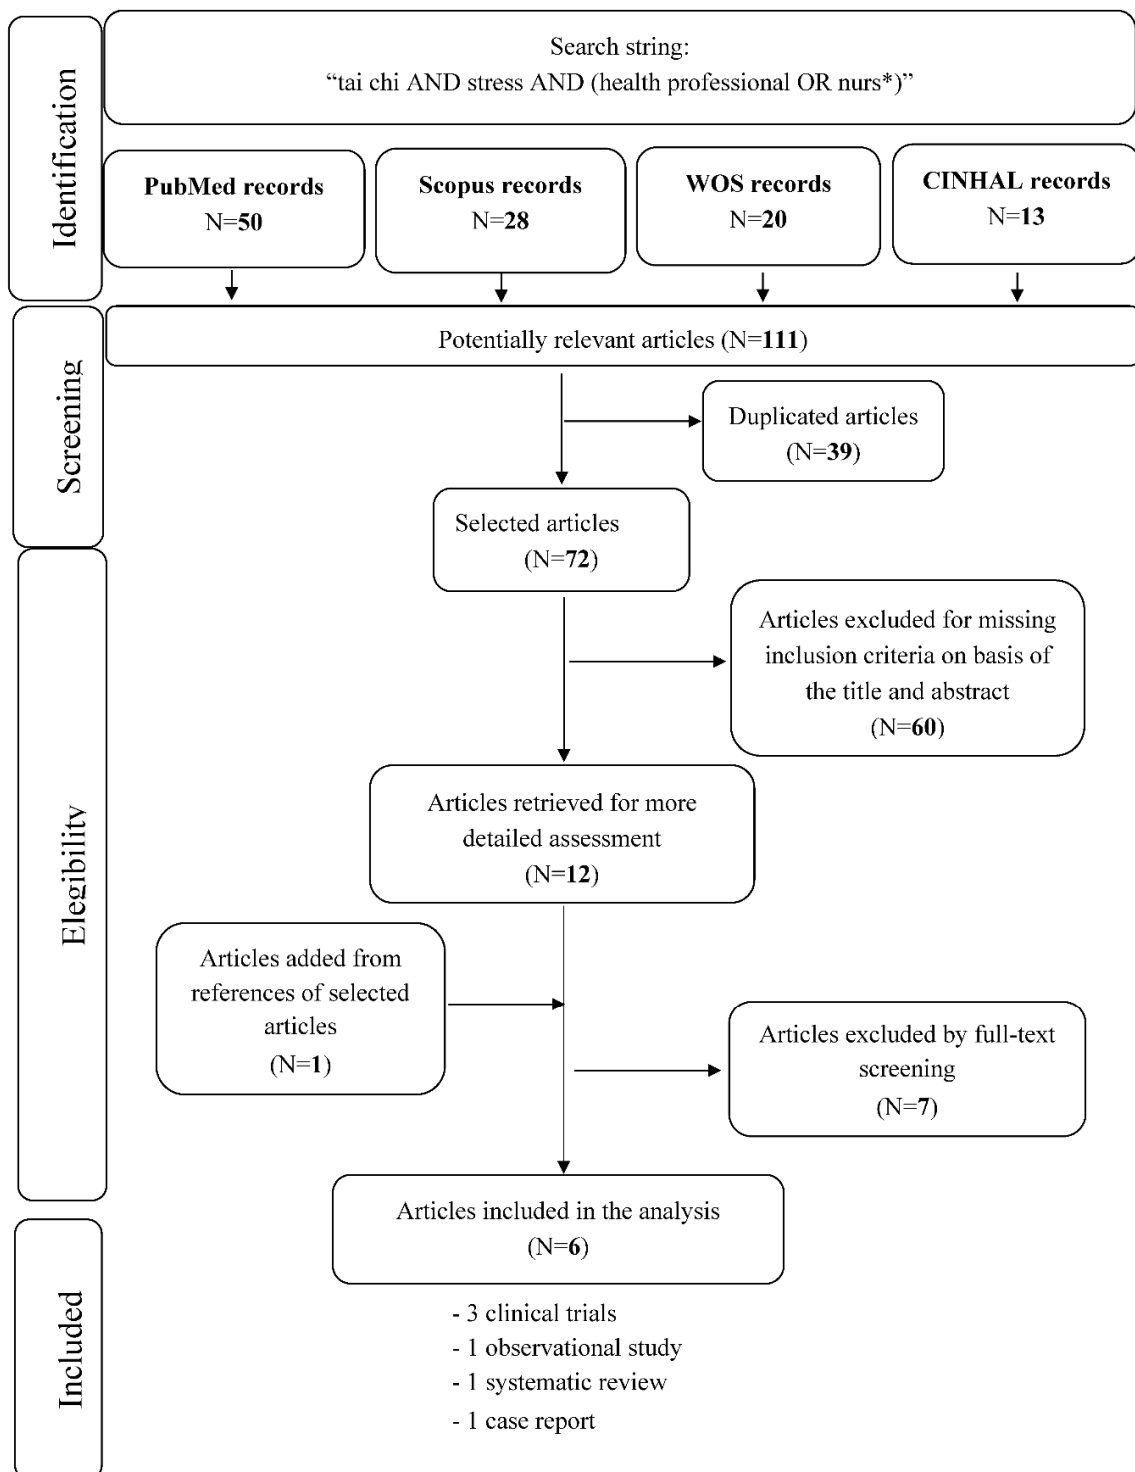 Identification
Search string:
“tai chi AND stress AND (health professional OR nurs*)”
PubMed records
N=50
Scopus records
N=28
WOS records
N=20
CINHAL records
N=13
Screening
Potentially relevant articles (N=111)
Duplicated articles
(N=39)
Selected articles
(N=72)
Elegibility
Articles excluded for missing
inclusion criteria on basis of
the title and abstract
(N=60)
Articles retrieved for more
detailed assessment
(N=12)
Articles added from
references of selected
articles
(N=1)
Articles excluded by full-text
screening
(N=7)
Included
Articles included in the analysis
(N=6)
- 3 clinical trials
- 1 observational study
- 1 systematic review
- 1 case report